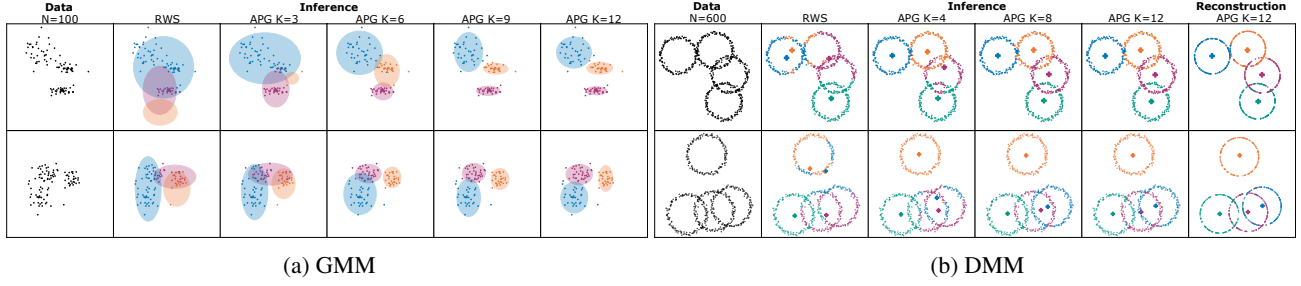 Data Inference
N=100 RWS APG K=3 APG K=6 APG K=9 APG K=12
Data Inference Reconstruction
N=600 RWS APG K=4 APG K=8 APG K=12 APG K=12
(a) GMM
(b) DMM